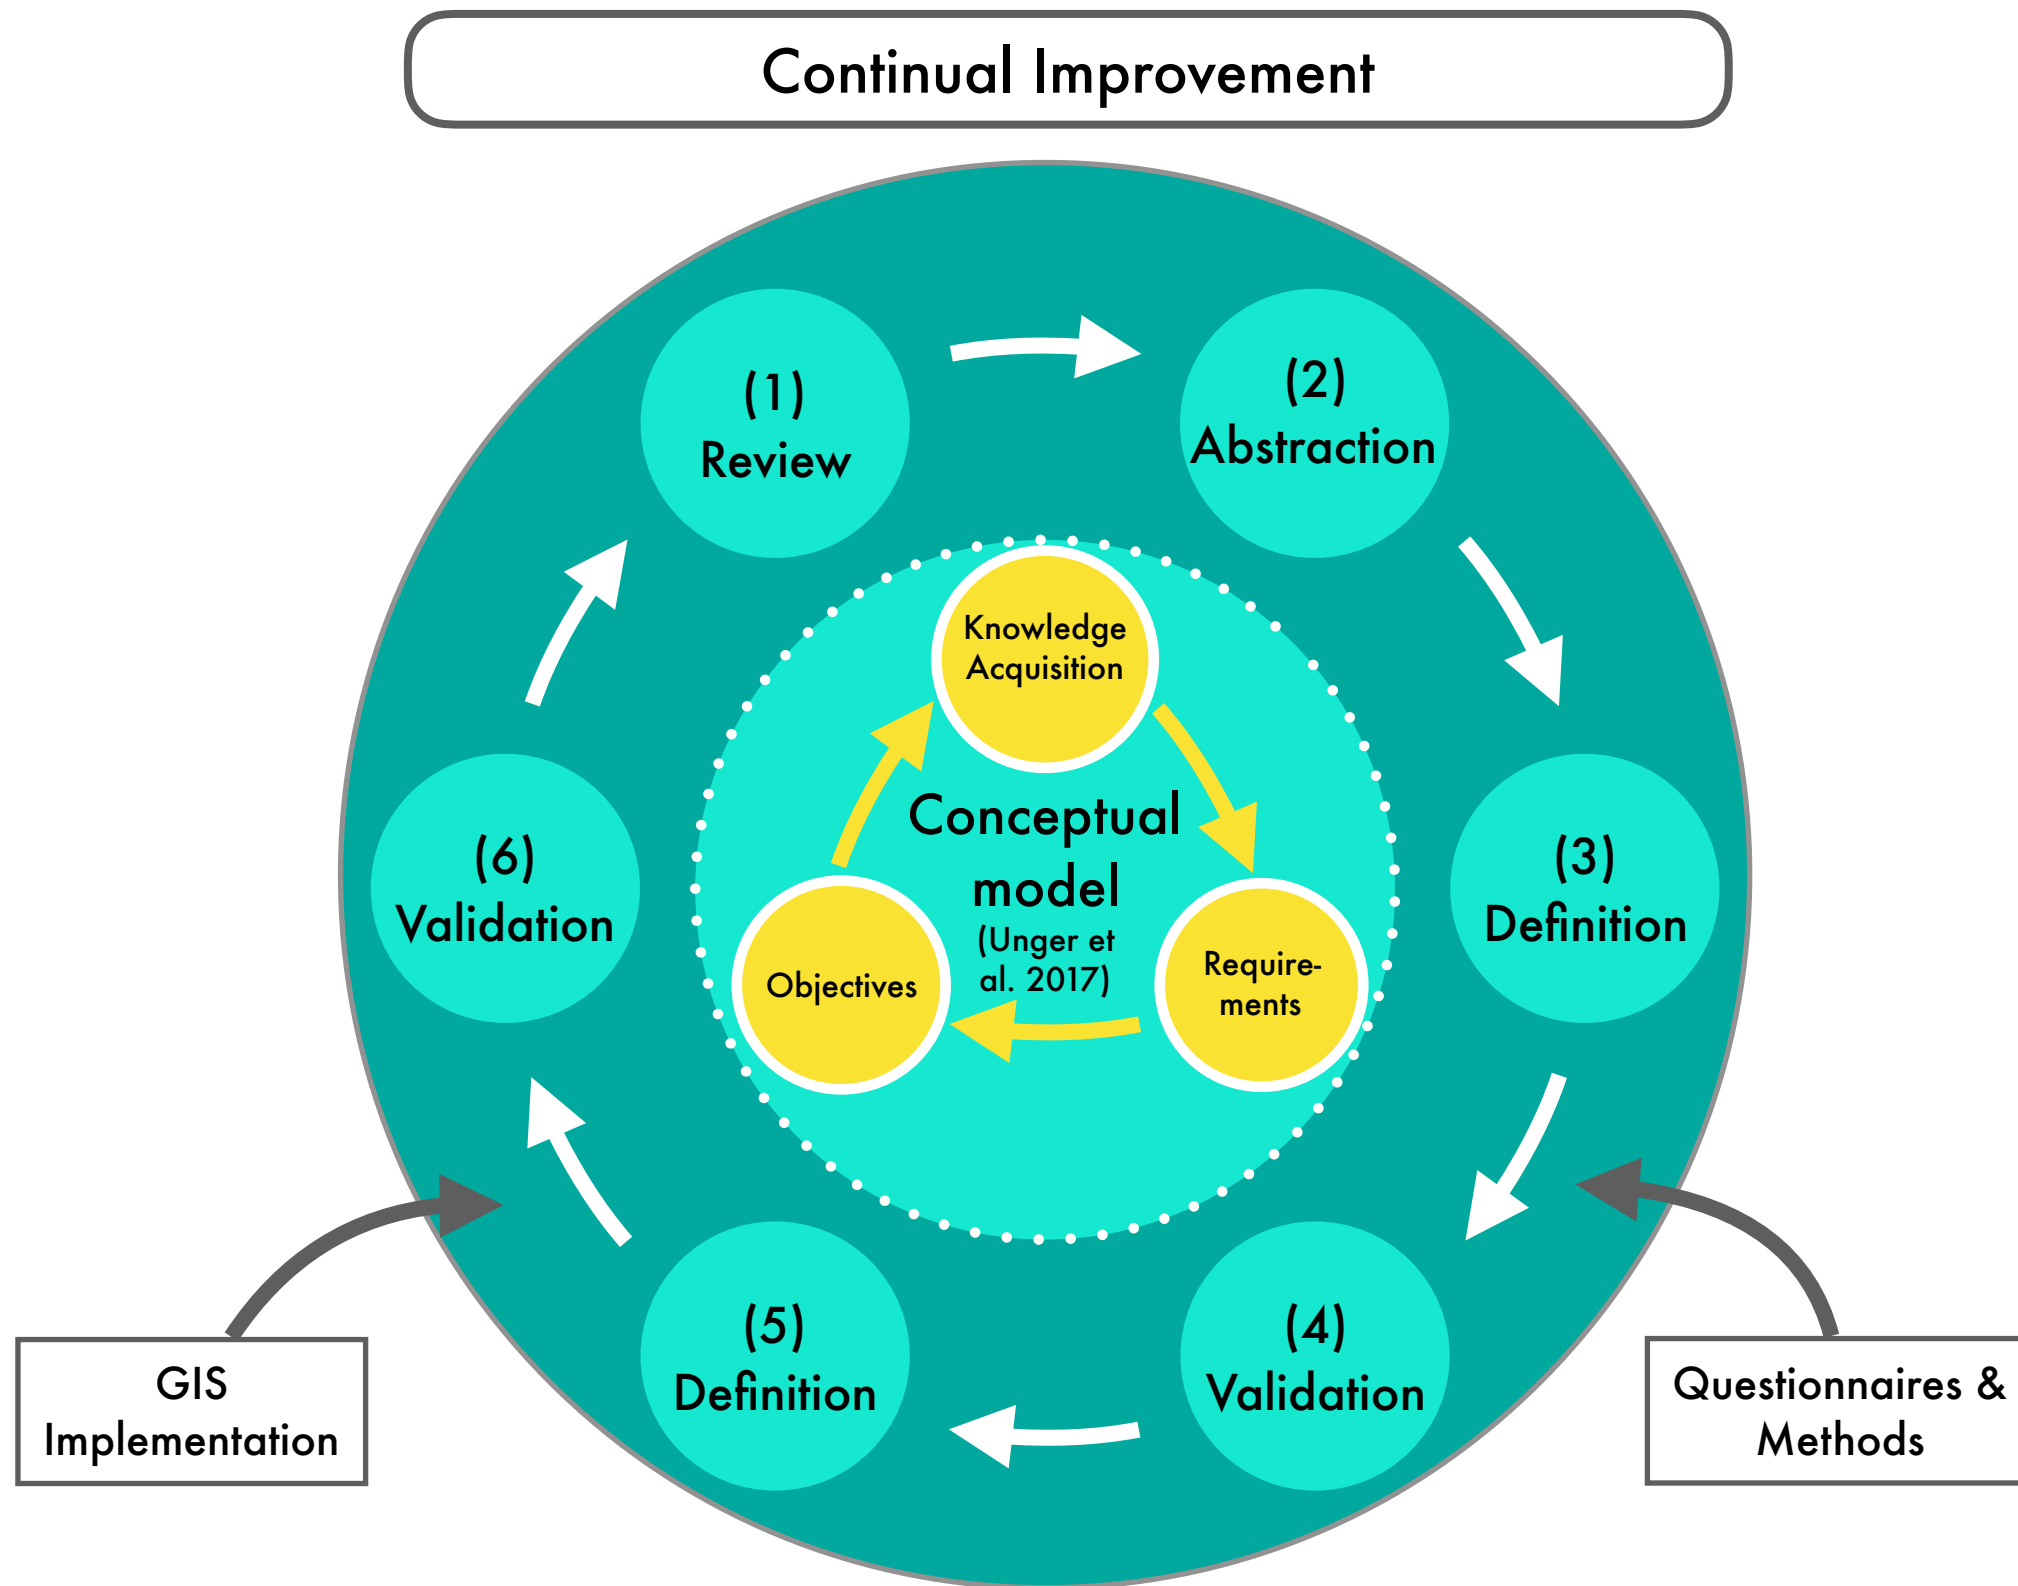 Continual Improvement
(1)
Review
(2)
Abstraction
Knowledge
Acquisition
Conceptual
model
(Unger et
al. 2017)
(6)
Validation
(3)
Definition
Objectives
Require-
ments
(5)
Definition
(4)
Validation
GIS
Implementation
Questionnaires &
Methods